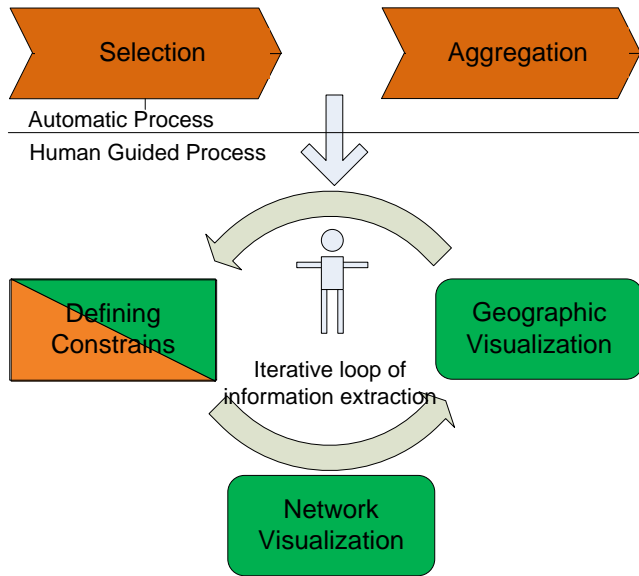 Selection
Aggregation
Automatic Process
Human Guided Process
Defining
Constrains
Geographic
Visualization
Iterative loop of
information extraction
Network
Visualization